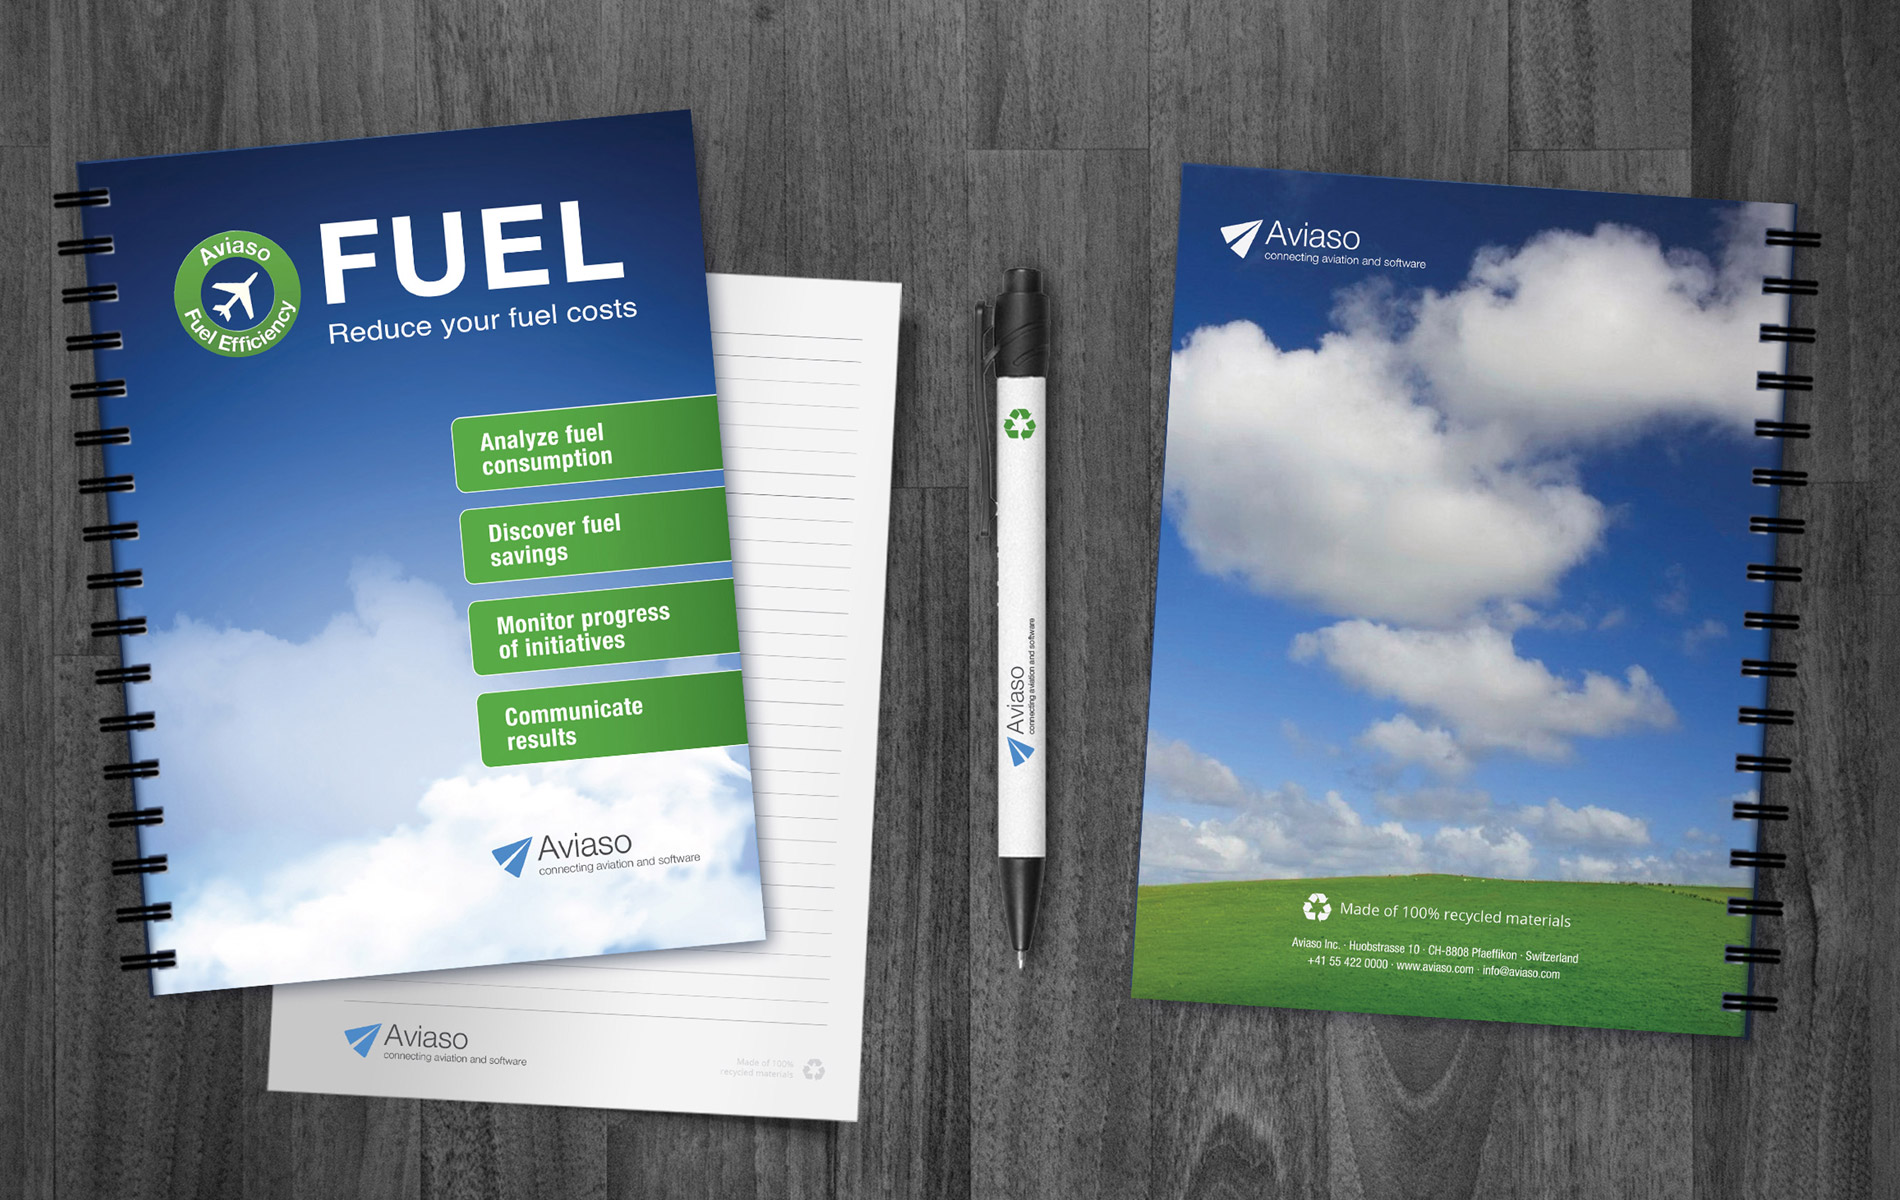 Aviaso
Fuel Efficiency
FUEL
Reduce your fuel costs
Analyze fuel
consumption
Discover fuel
savings
Monitor progress
of initiatives
Communicate
results
Aviaso
connecting aviation and software
Aviaso
connecting aviation and software
Made of 100%
recycled materials
Aviaso
connecting aviation and software
Aviaso
connecting aviation and software
Made of 100% recycled materials
Aviaso Inc. · Huobstrasse 10 · CH-8808 Pfaeffikon · Switzerland
+41 55 422 0000 · www.aviaso.com · info@aviaso.com